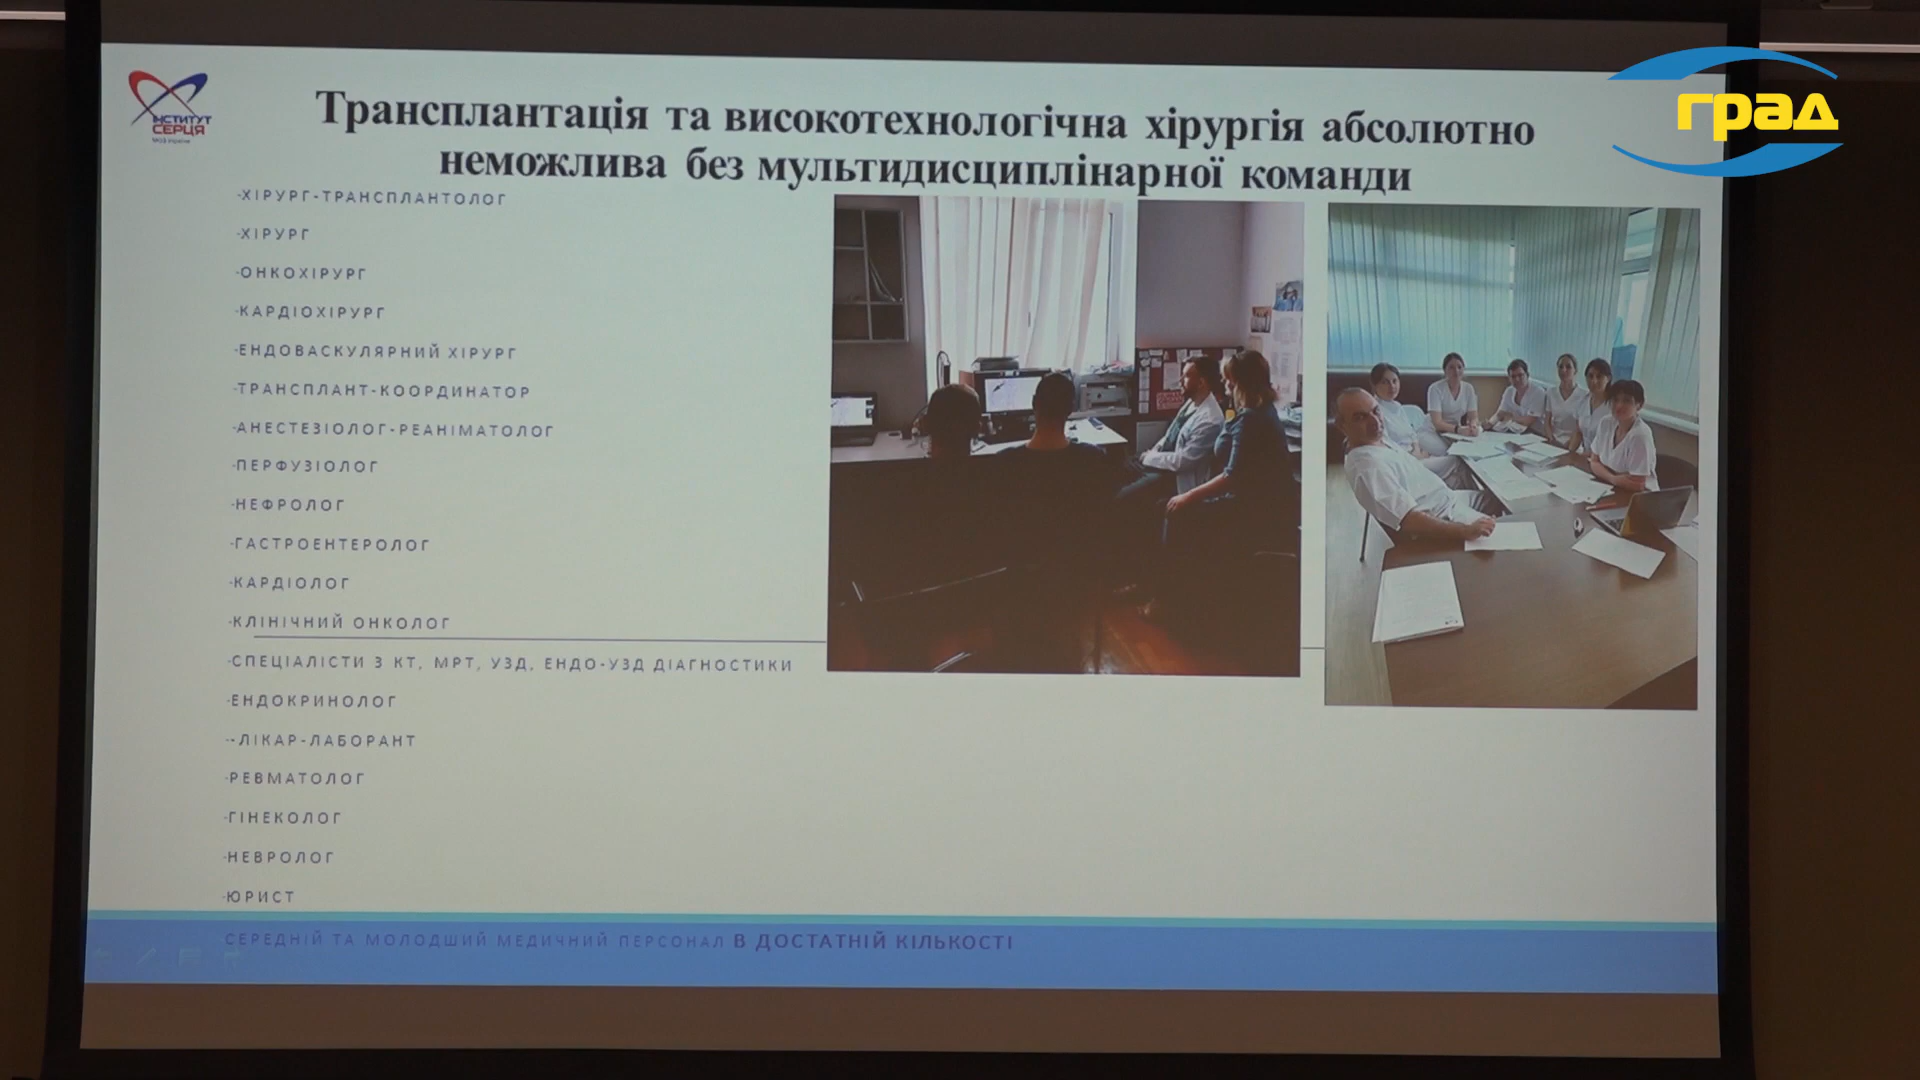 ІНСТИТУТ
СЕРЦЯ
МОЗ України
град
Трансплантація та високотехнологічна хірургія абсолютно
неможлива без мультидисциплінарної команди
-ХІРУРГ-ТРАНСПЛАНТОЛОГ
-ХІРУРГ
-ОНКОХІРУРГ
-КАРДІОХІРУРГ
-ЕНДОВАСКУЛЯРНИЙ ХІРУРГ
-ТРАНСПЛАНТ-КООРДИНАТОР
-АНЕСТЕЗІОЛОГ-РЕАНІМАТОЛОГ
-ПЕРФУЗІОЛОГ
-НЕФРОЛОГ
-ГАСТРОЕНТЕРОЛОГ
-КАРДІОЛОГ
-КЛІНІЧНИЙ ОНКОЛОГ
-СПЕЦІАЛІСТИ З КТ, МРТ, УЗД, ЕНДО-УЗД ДІАГНОСТИКИ
-ЕНДОКРИНОЛОГ
--ЛІКАР-ЛАБОРАНТ
-РЕВМАТОЛОГ
-ГІНЕКОЛОГ
-НЕВРОЛОГ
-ЮРИСТ
СЕРЕДНІЙ ТА МОЛОДШИЙ МЕДИЧНИЙ ПЕРСОНАЛ В ДОСТАТНІЙ КІЛЬКОСТІ